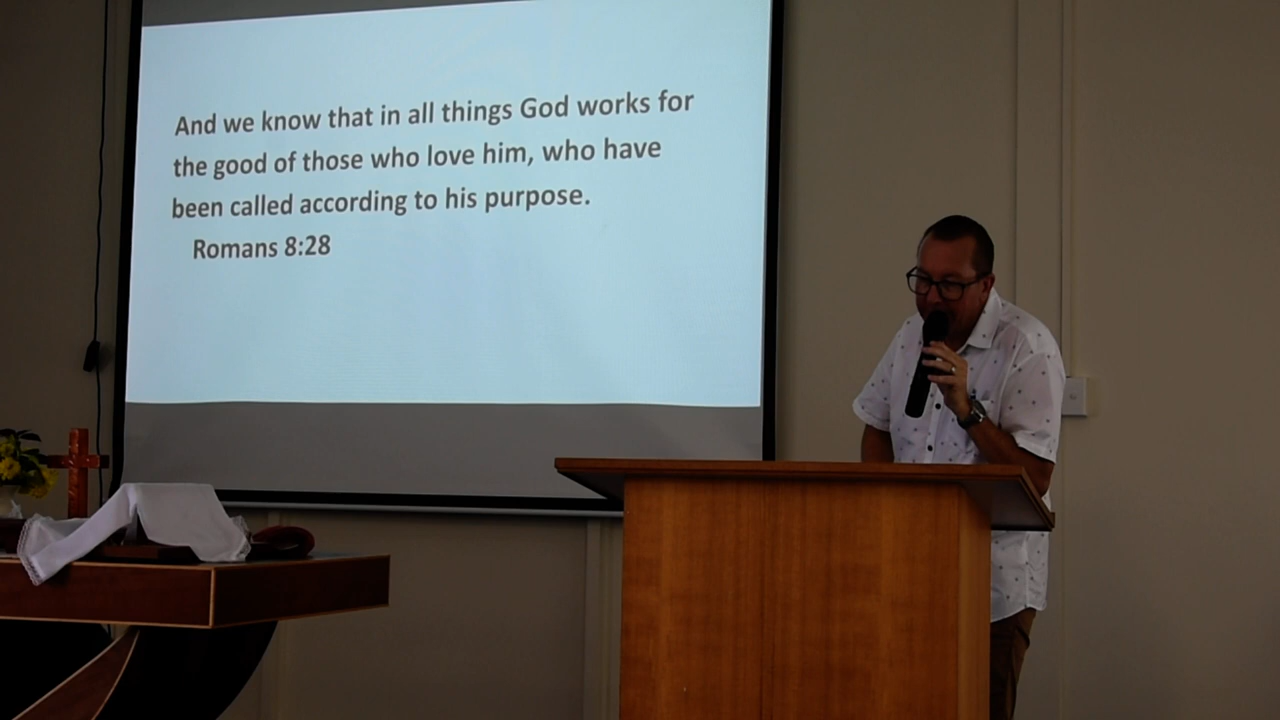 And we know that in all things God works for
the good of those who love him, who have
been called according to his purpose.
Romans 8:28